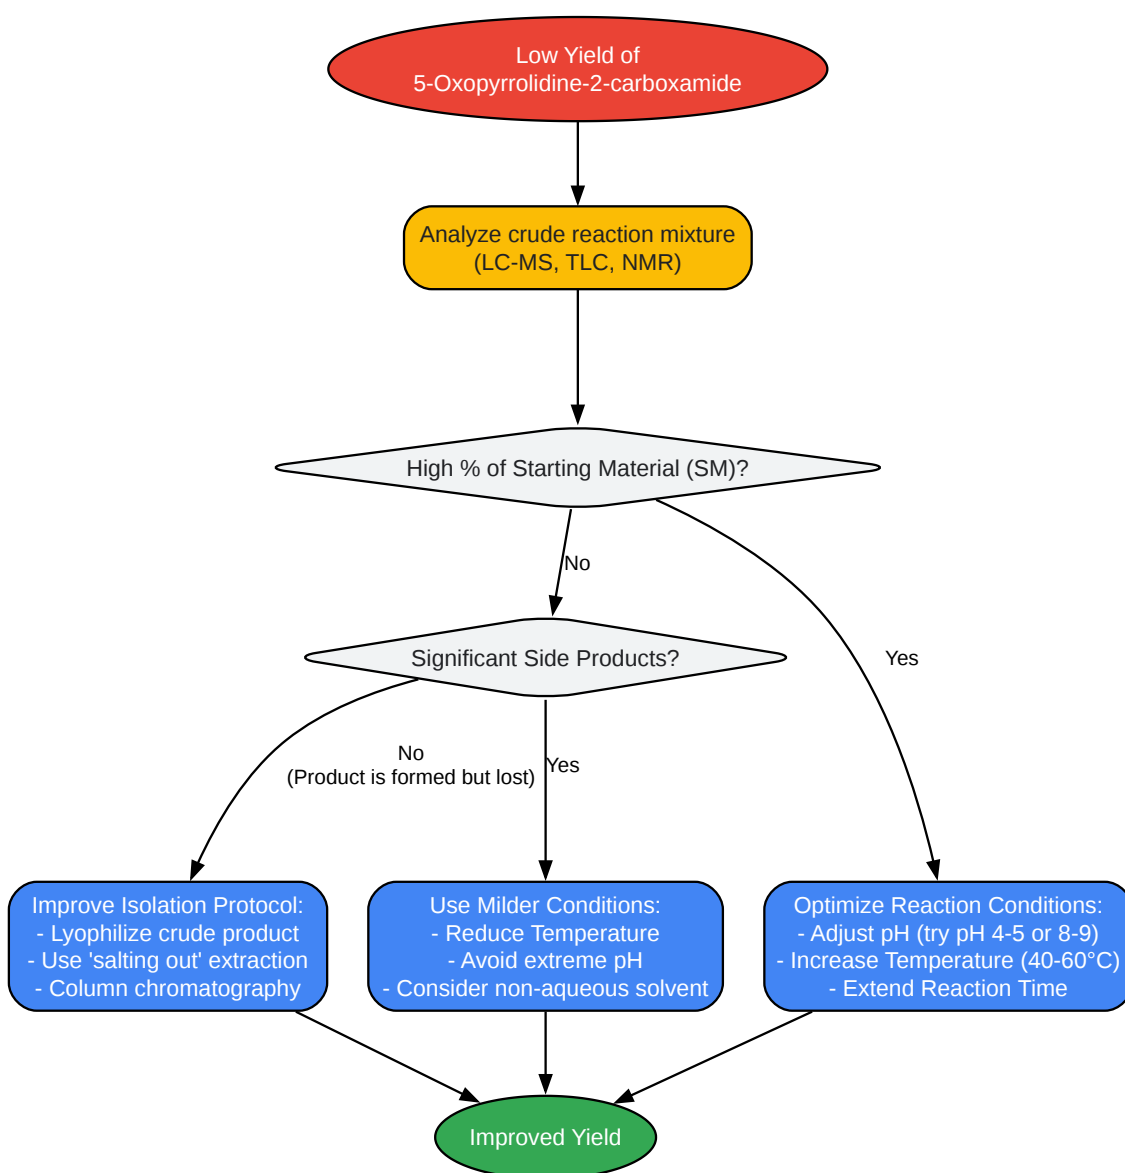 Low Yield of
5-Oxopyrrolidine-2-carboxamide
Analyze crude reaction mixture
(LC-MS, TLC, NMR)
High % of Starting Material (SM)?
No
Yes
Significant Side Products?
No
(Product is formed but lost)
Yes
Improve Isolation Protocol:
- Lyophilize crude product
- Use 'salting out' extraction
- Column chromatography
Use Milder Conditions:
- Reduce Temperature
- Avoid extreme pH
- Consider non-aqueous solvent
Optimize Reaction Conditions:
- Adjust pH (try pH 4-5 or 8-9)
- Increase Temperature (40-60°C)
- Extend Reaction Time
Improved Yield